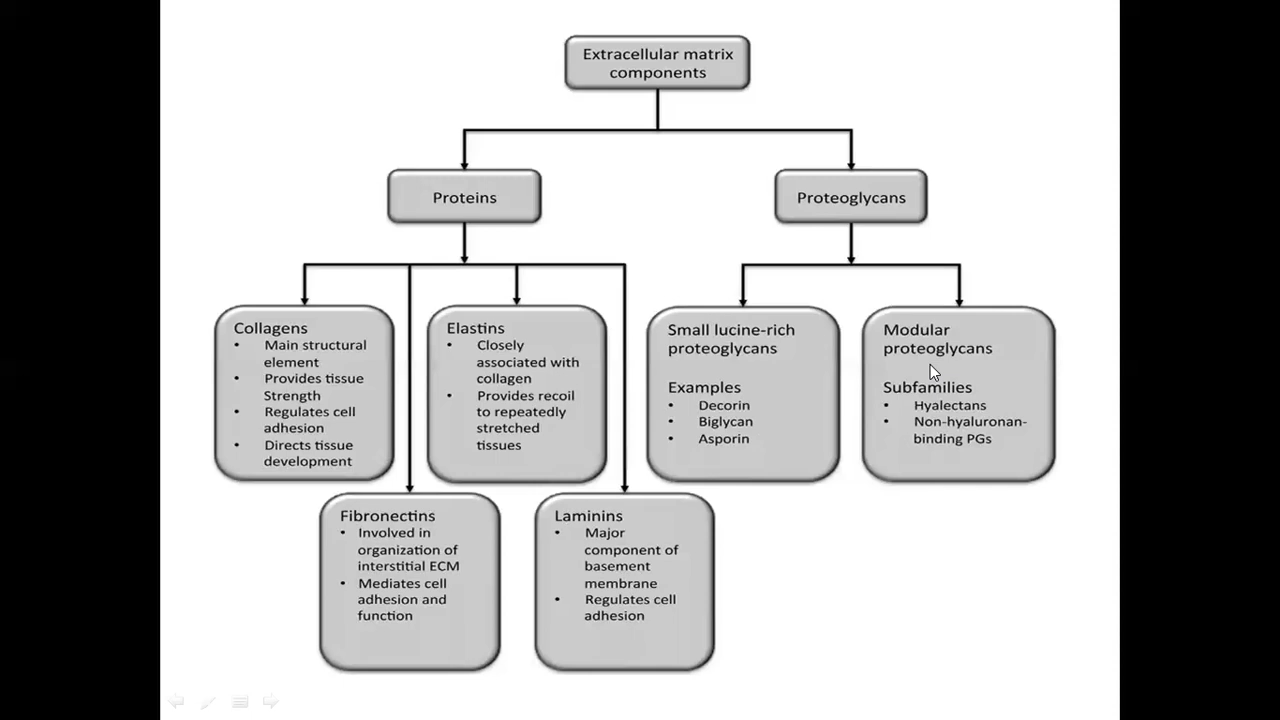 Extracellular matrix
components
Proteins
Proteoglycans
Collagens
• Main structural
element
• Provides tissue
Strength
• Regulates cell
adhesion
• Directs tissue
development
Elastins
• Closely
associated with
collagen
• Provides recoil
to repeatedly
stretched
tissues
Small lucine-rich
proteoglycans
Examples
• Decorin
• Biglycan
• Asporin
Modular
proteoglycans
Subfamilies
• Hyalectans
• Non-hyaluronan-
binding PGs
Fibronectins
• Involved in
organization of
interstitial ECM
• Mediates cell
adhesion and
function
Laminins
• Major
component of
basement
membrane
• Regulates cell
adhesion